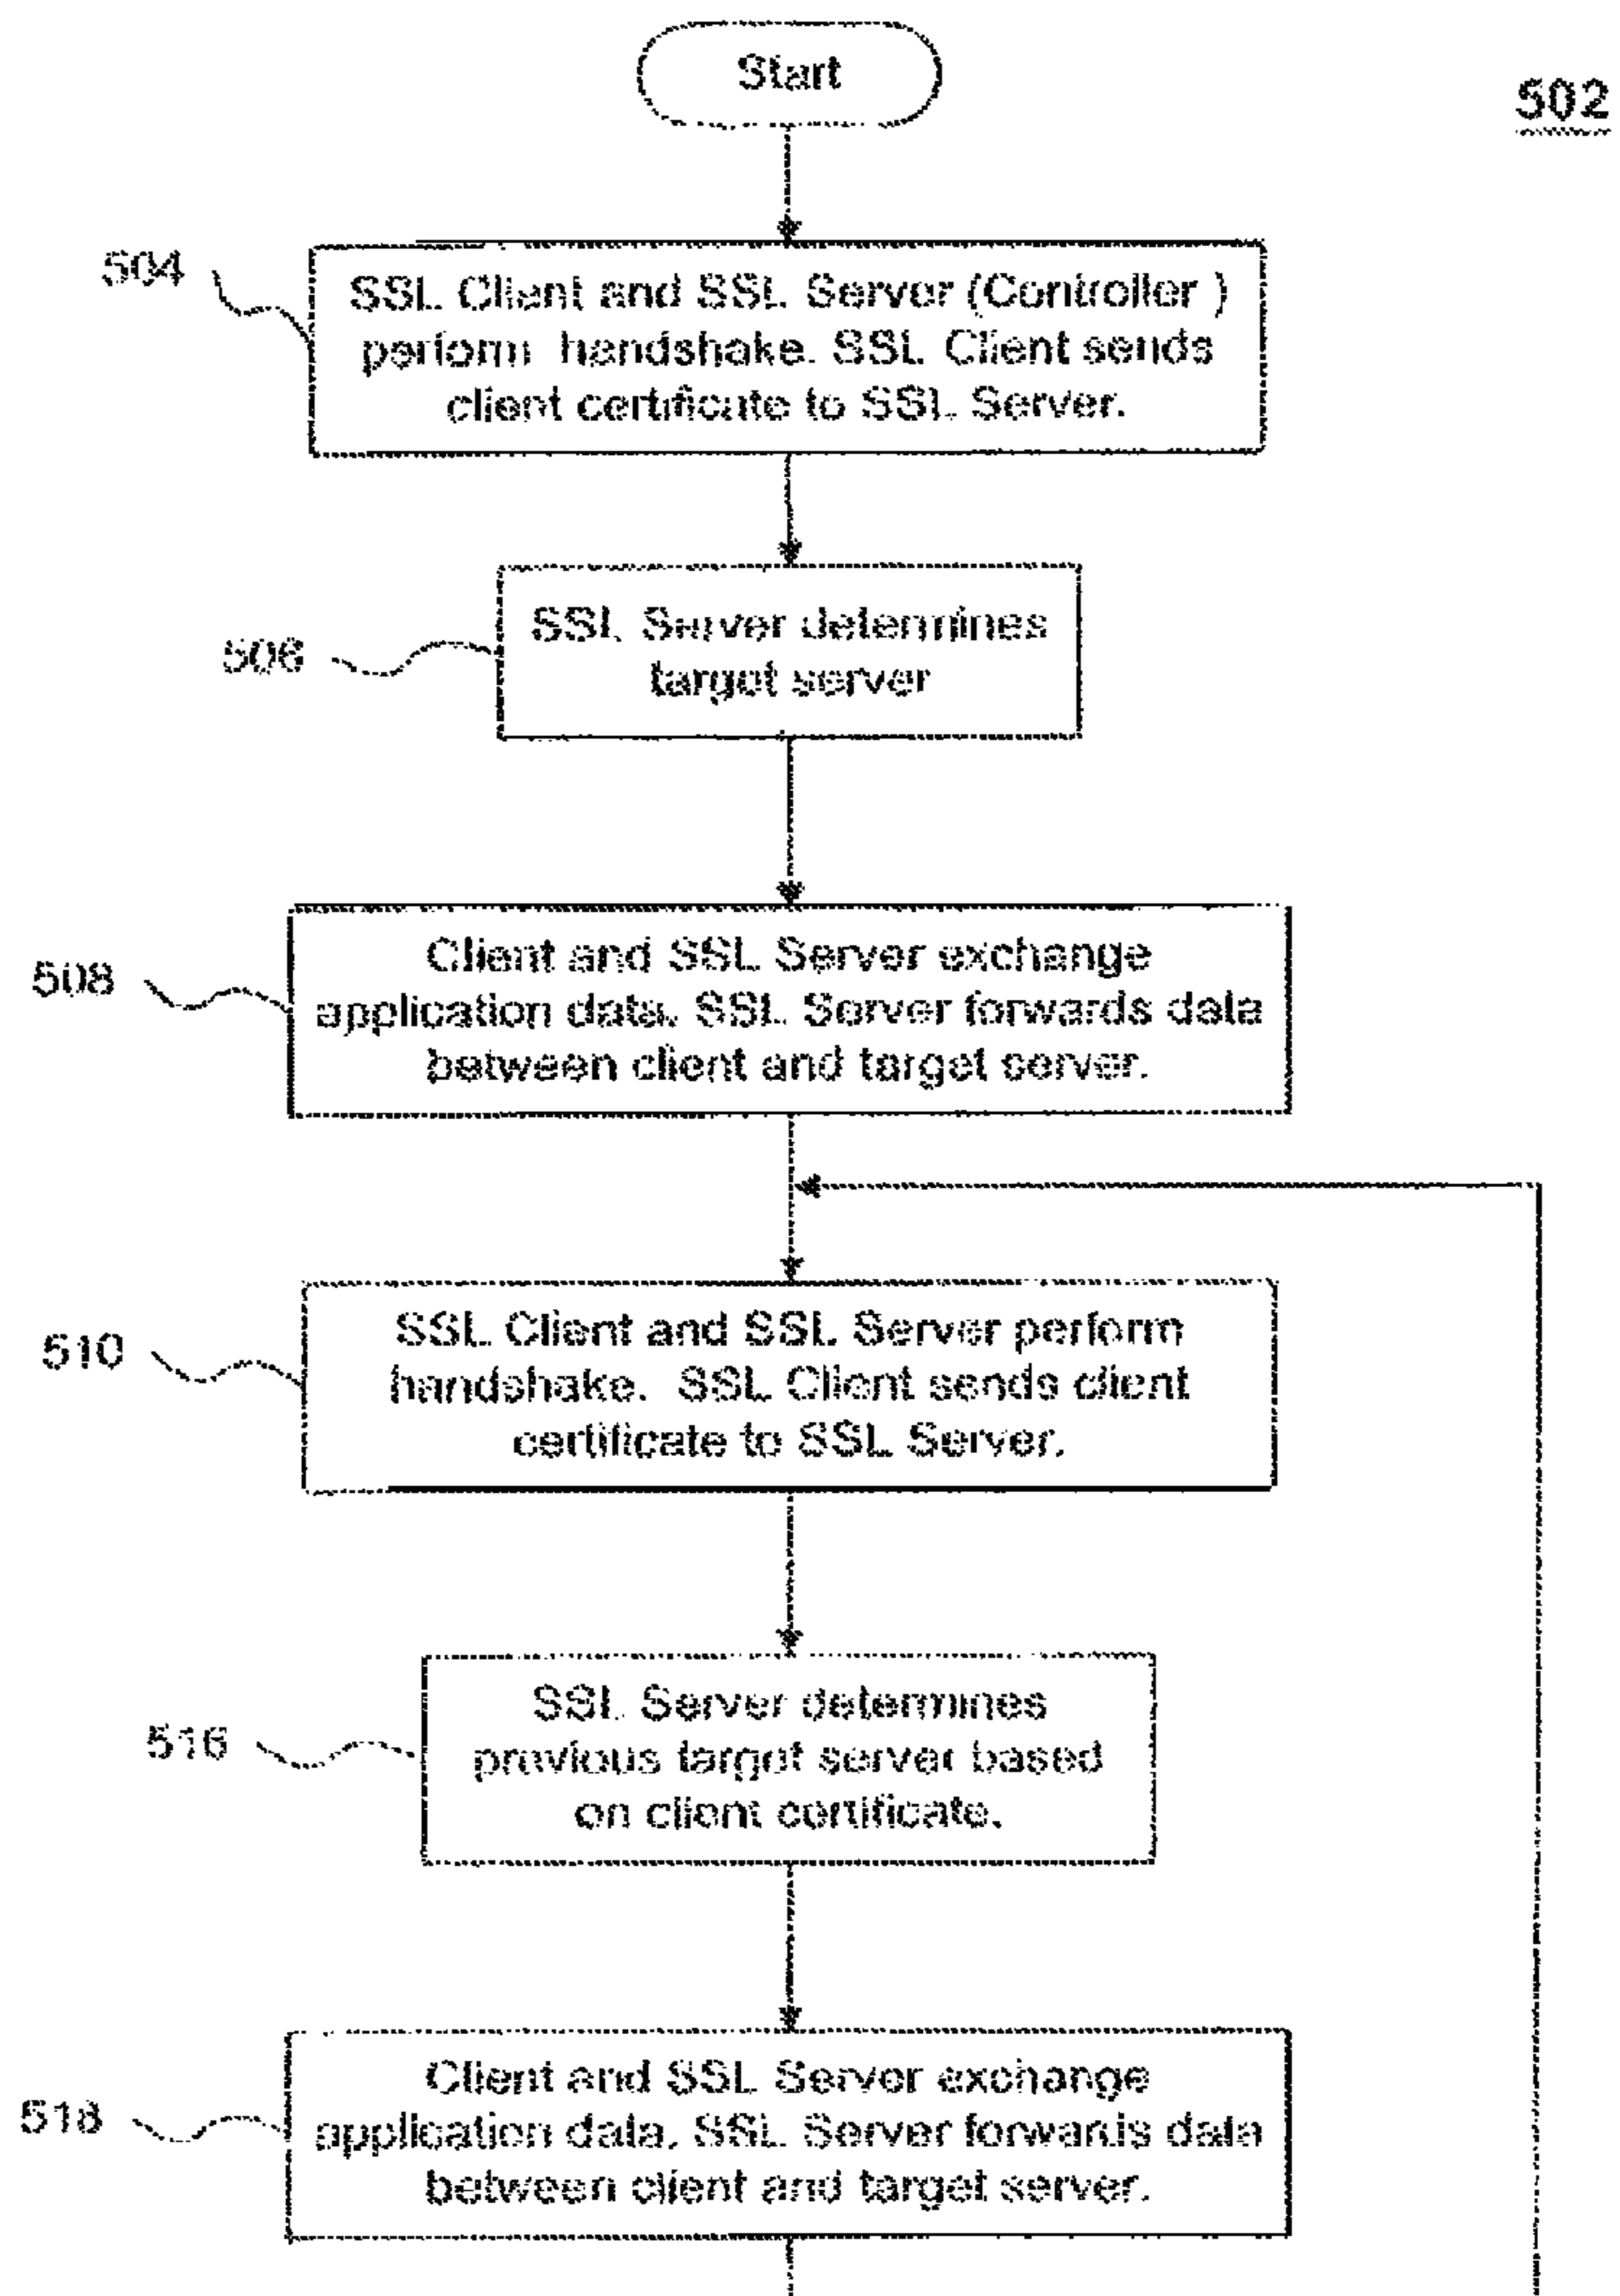 Start
502
504
SSL Client and SSL Server (Controller )
perform handshake. SSL Client sends
client certificate to SSL Server.
506
SSL Server determines
target server
508
Client and SSL Server exchange
application data. SSL Server forwards data
between client and target server.
510
SSL Client and SSL Server perform
handshake. SSL Client sends client
certificate to SSL Server.
516
SSL Server determines
previous target server based
on client certificate.
518
Client and SSL Server exchange
application data. SSL Server forwards data
between client and target server.